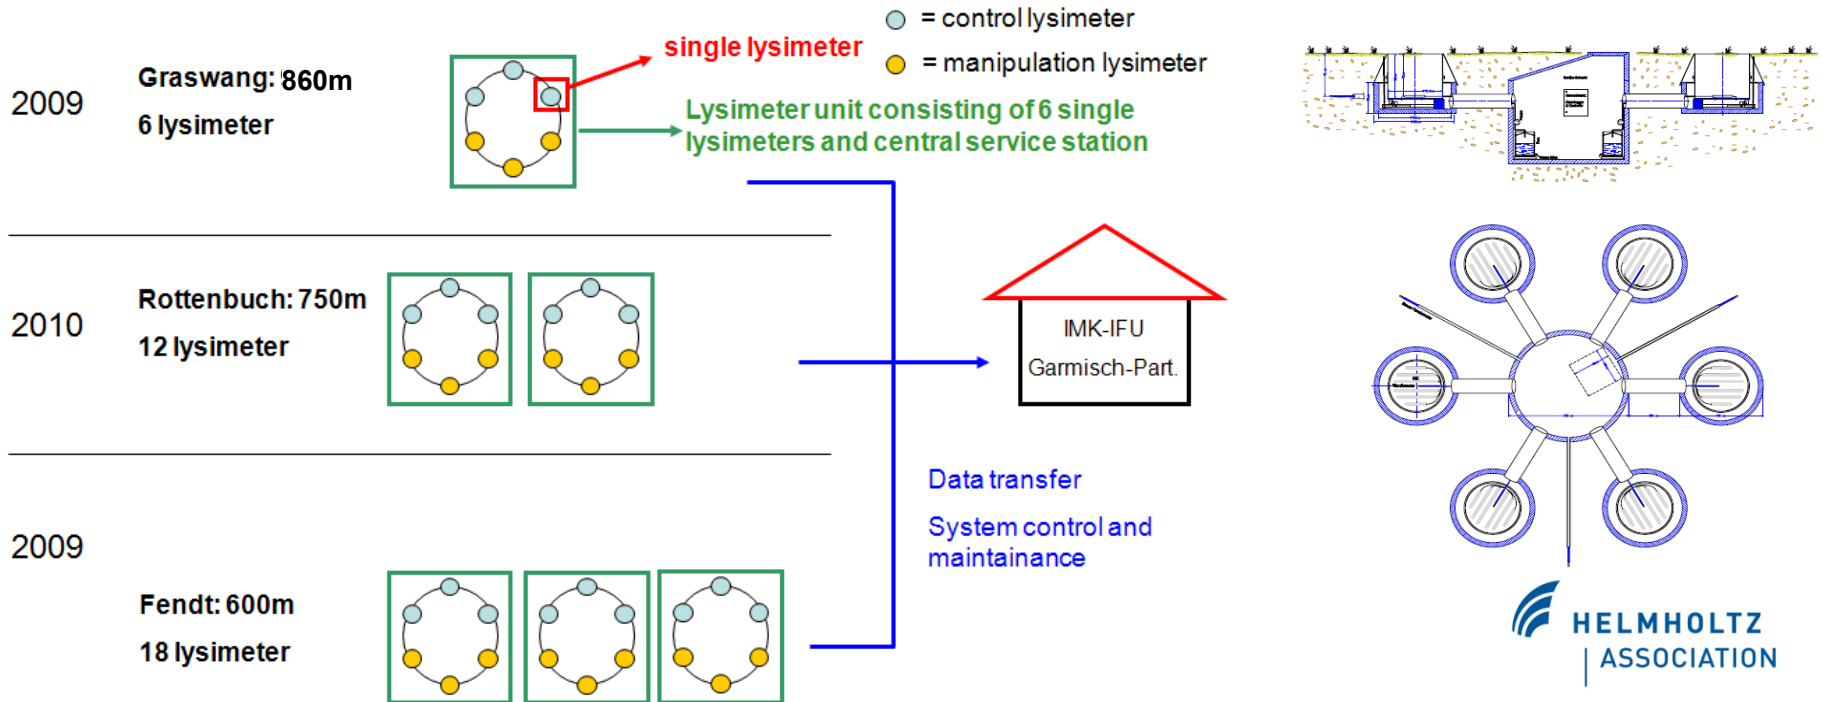 = control lysimeter
single lysimeter
= manipulation lysimeter
2009
Graswang: 860m
6 lysimeter
Lysimeter unit consisting of 6 single
lysimeters and central service station
2010
Rottenbuch: 750m
12 lysimeter
IMK-IFU
Garmisch-Part.
Data transfer
System control and
maintainance
2009
Fendt: 600m
18 lysimeter
HELMHOLTZ
ASSOCIATION